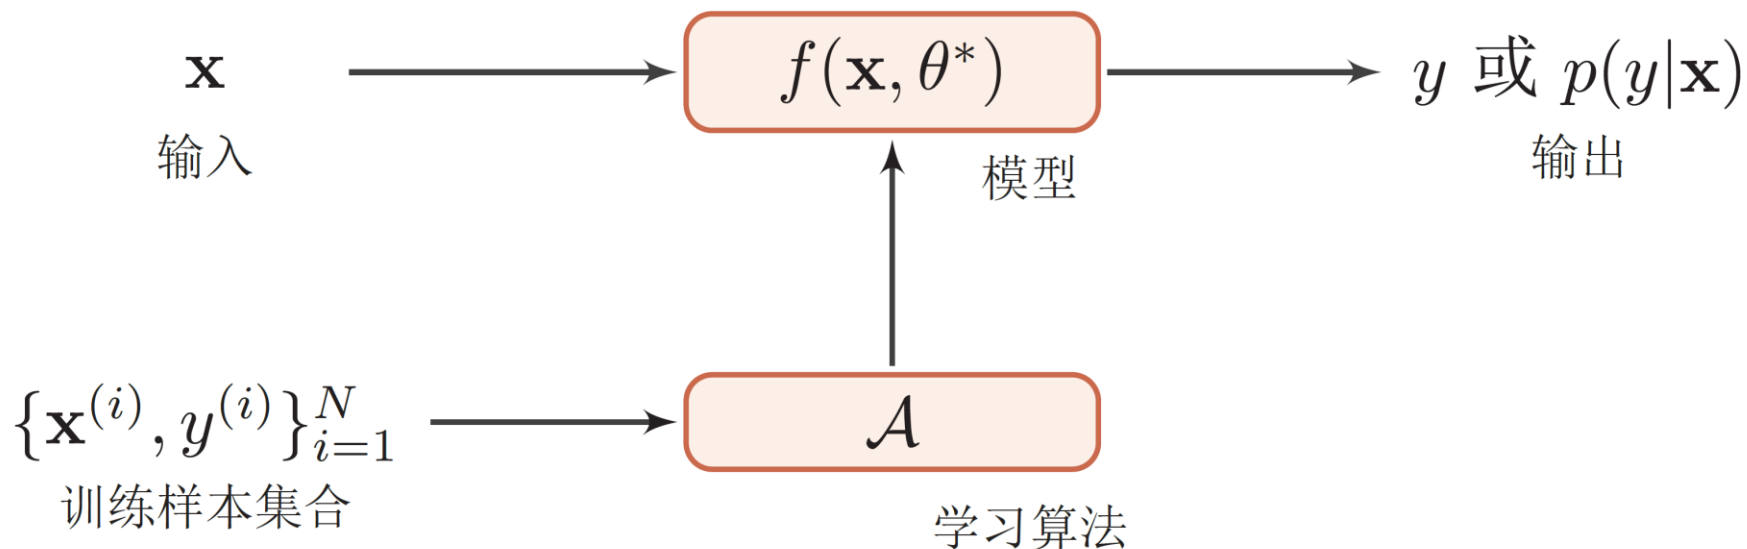 x
f(x, θ*)
y 或 p(y|x)
输入
模型
输出
{x^{(i)}, y^{(i)}}_{i=1}^{N}
A
训练样本集合
学习算法